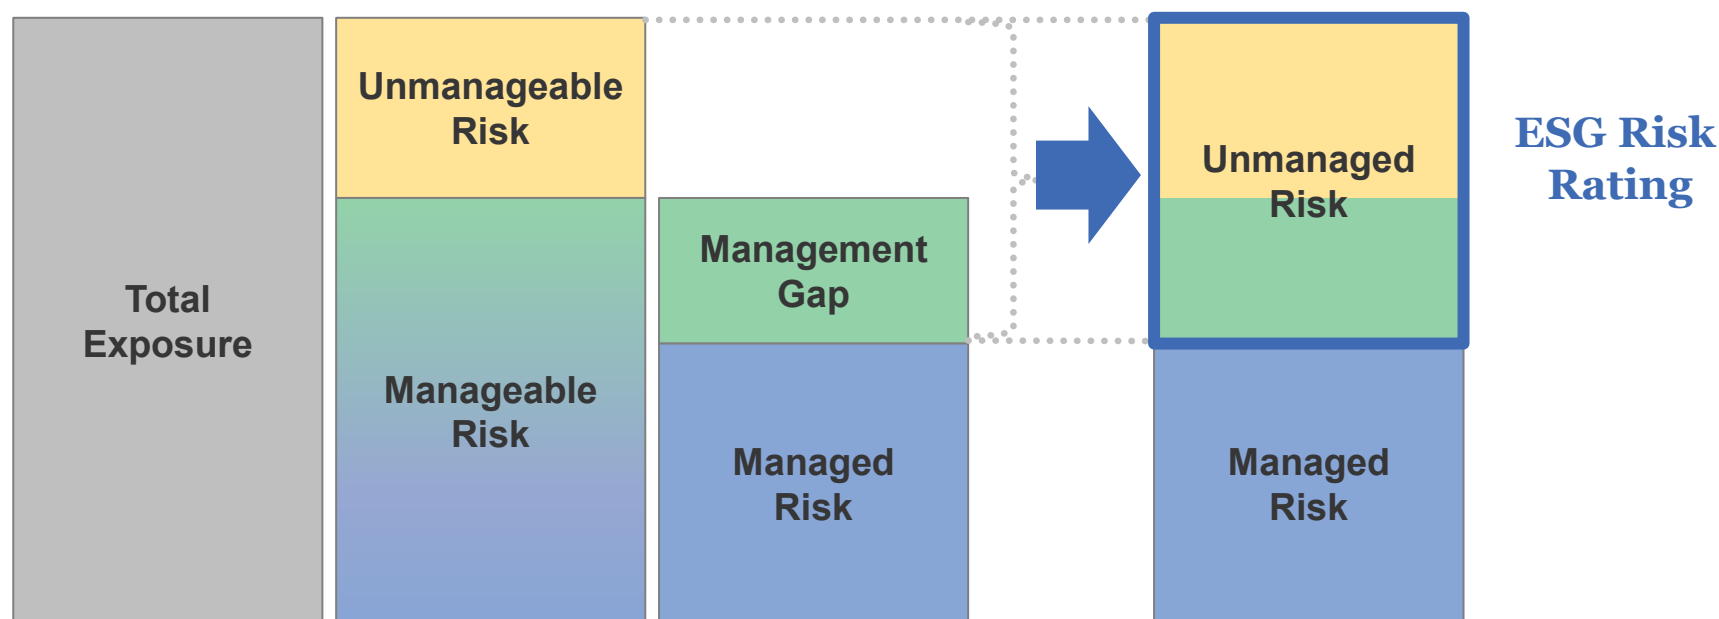 Total
Exposure
Unmanageable
Risk
Manageable
Risk
Management
Gap
Managed
Risk
Unmanaged
Risk
Managed
Risk
ESG Risk
Rating